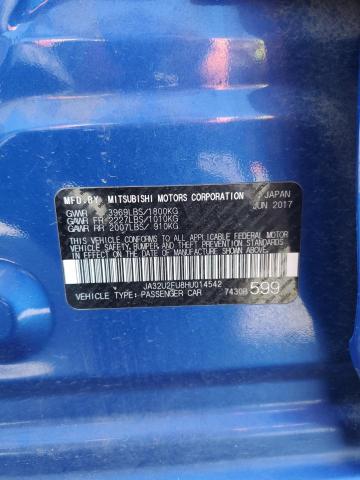 MFD.BY MITSUBISHI MOTORS CORPORATION JAPAN
GWVR 3969LBS/1800KG JUN 2017
GAWR FR 2227LBS/1010KG
GAWR RR 2007LBS/ 910KG
THIS VEHICLE CONFORMS TO ALL APPLICABLE FEDERAL MOTOR
VEHICLE SAFETY, BUMPER, AND THEFT PREVENTION STANDARDS
IN EFFECT ON THE DATE OF MANUFACTURE SHOWN ABOVE.
JA32U2FU8HU014542
VEHICLE TYPE: PASSENGER CAR 7430B 599